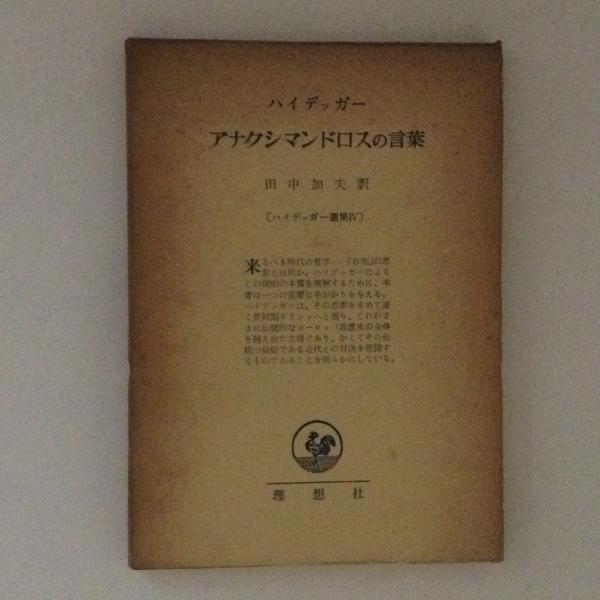 ハイデッガー
アナクシマンドロスの言葉
田中加夫訳
〔ハイデッガー選集Ⅳ〕
来るべき時代の哲学―「存在」の思
索とは何か。ハイデッガーによる
この探究の本質を理解するために、本
書は一つの重要な手がかりを与える。
ハイデッガーは、その思索を求めて遠
く最初期ギリシャへと遡り、これがま
さに伝統的なヨーロッパ思想史の全体
を越え出た立場であり、かくてその伝
統の帰結である近代との対決を意図す
るものであることを明らかにしている。
理想社